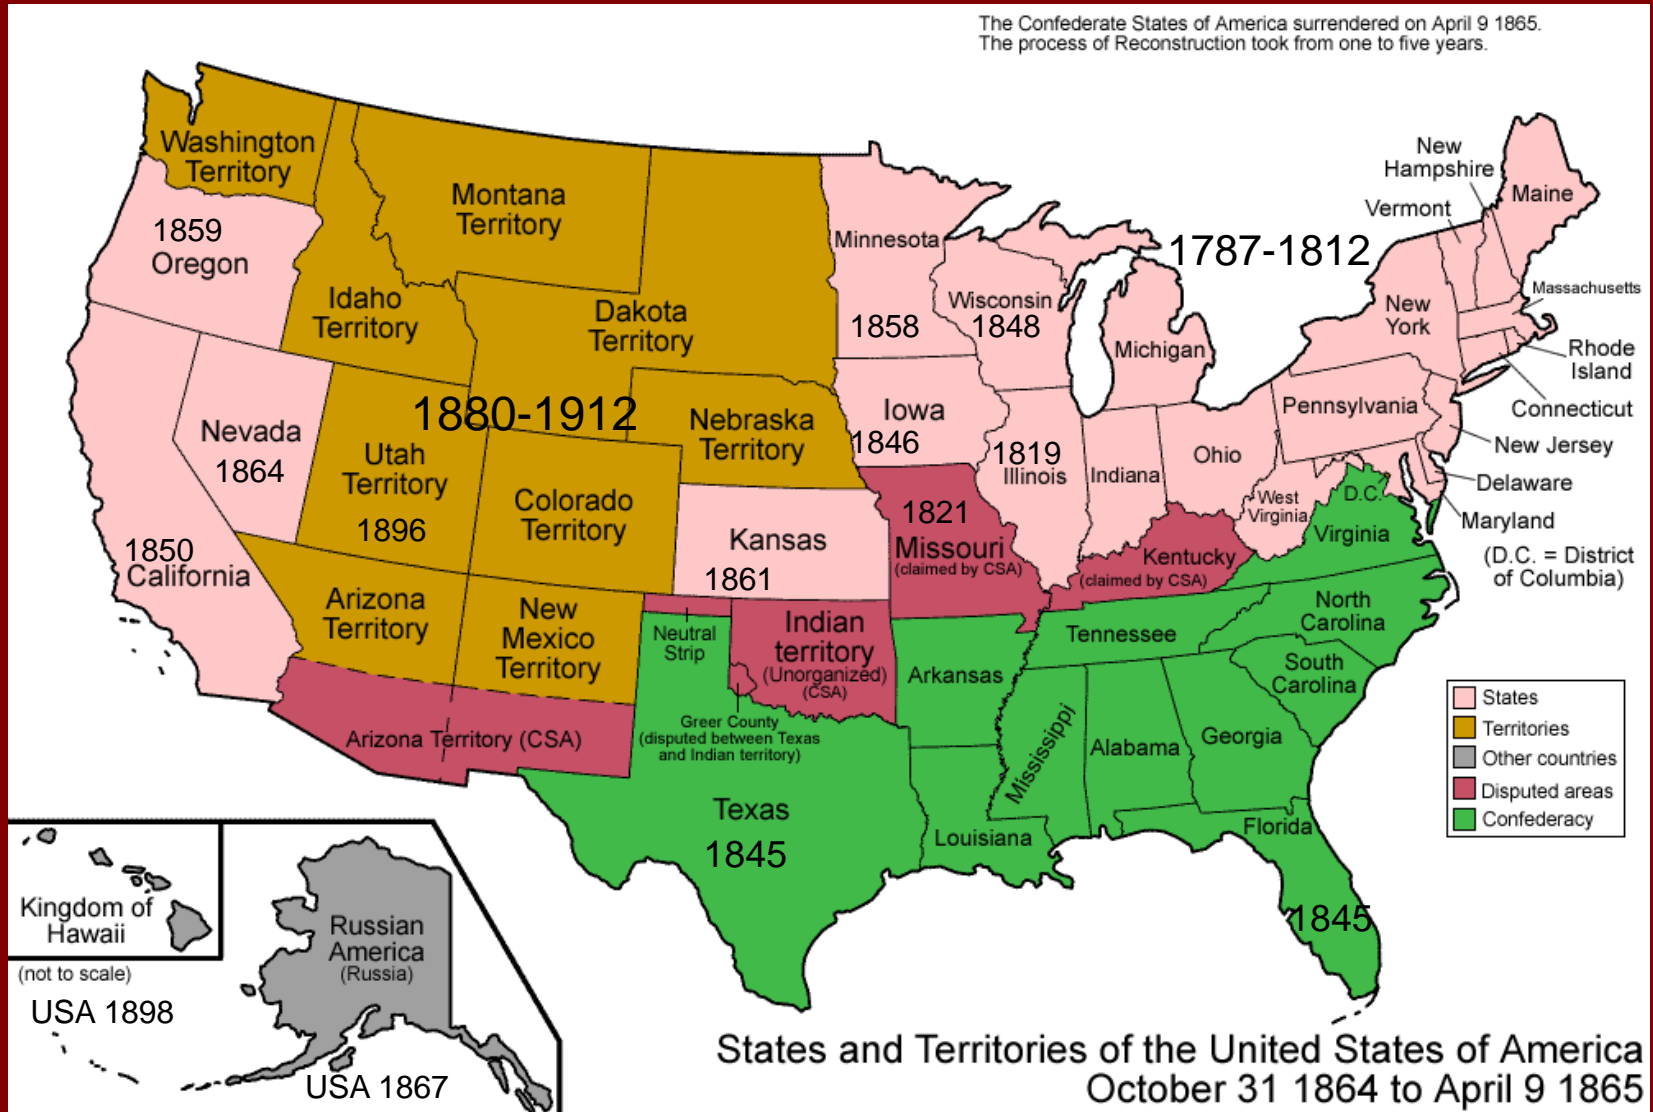 The Confederate States of America surrendered on April 9 1865.
The process of Reconstruction took from one to five years.
Washington
Territory
Montana
Territory
1859
Oregon
Idaho
Territory
Dakota
Territory
Minnesota
1858
Wisconsin
1848
Michigan
1787-1812
New
Hampshire
Vermont
Maine
Massachusetts
New
York
Rhode
Island
Connecticut
New Jersey
Pennsylvania
Delaware
Maryland
(D.C. = District
of Columbia)
Nevada
1864
1880-1912
Utah
Territory
1896
Nebraska
Territory
Iowa
1846
1819
Illinois
Indiana
Ohio
West
Virginia
D.C.
Virginia
1850
California
Colorado
Territory
Kansas
1861
1821
Missouri
(claimed by CSA)
Kentucky
(claimed by CSA)
Arizona
Territory
New
Mexico
Territory
Neutral
Strip
Indian
territory
(Unorganized)
(CSA)
Arkansas
Tennessee
North
Carolina
South
Carolina
Arizona Territory (CSA)
Greer County
(disputed between Texas
and Indian territory)
Mississippi
Alabama
Georgia
Texas
1845
Louisiana
Florida
1845
States
Territories
Other countries
Disputed areas
Confederacy
Kingdom of
Hawaii
(not to scale)
USA 1898
Russian
America
(Russia)
USA 1867
States and Territories of the United States of America
October 31 1864 to April 9 1865